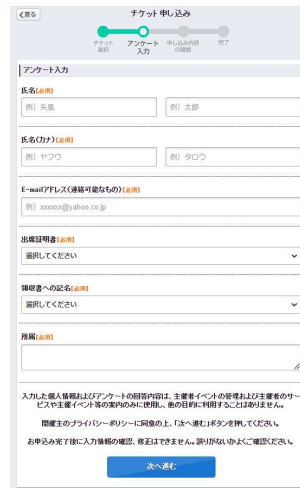 戻る
チケット申し込み
チケット選択
アンケート入力
申し込み内容の確認
完了
アンケート入力
氏名[必須]
例）矢風
例）太郎
氏名(カナ)[必須]
例）ヤフウ
例）タロウ
E-mailアドレス(連絡可能なもの)[必須]
例）xxxxxx@yahoo.co.jp
出席証明書[必須]
選択してください
領収書への記名[必須]
選択してください
所属[必須]
入力した個人情報およびアンケートの回答内容は、主催者イベントの管理および主催者のサー
ビスや主催イベント等の案内のみに使用し、他の目的に利用することはありません。
開催主のプライバシーポリシーに同意の上、「次へ進む」ボタンを押してください。
お申込み完了後に入力情報の確認、修正はできません。誤りがないかよくご確認ください。
次へ進む